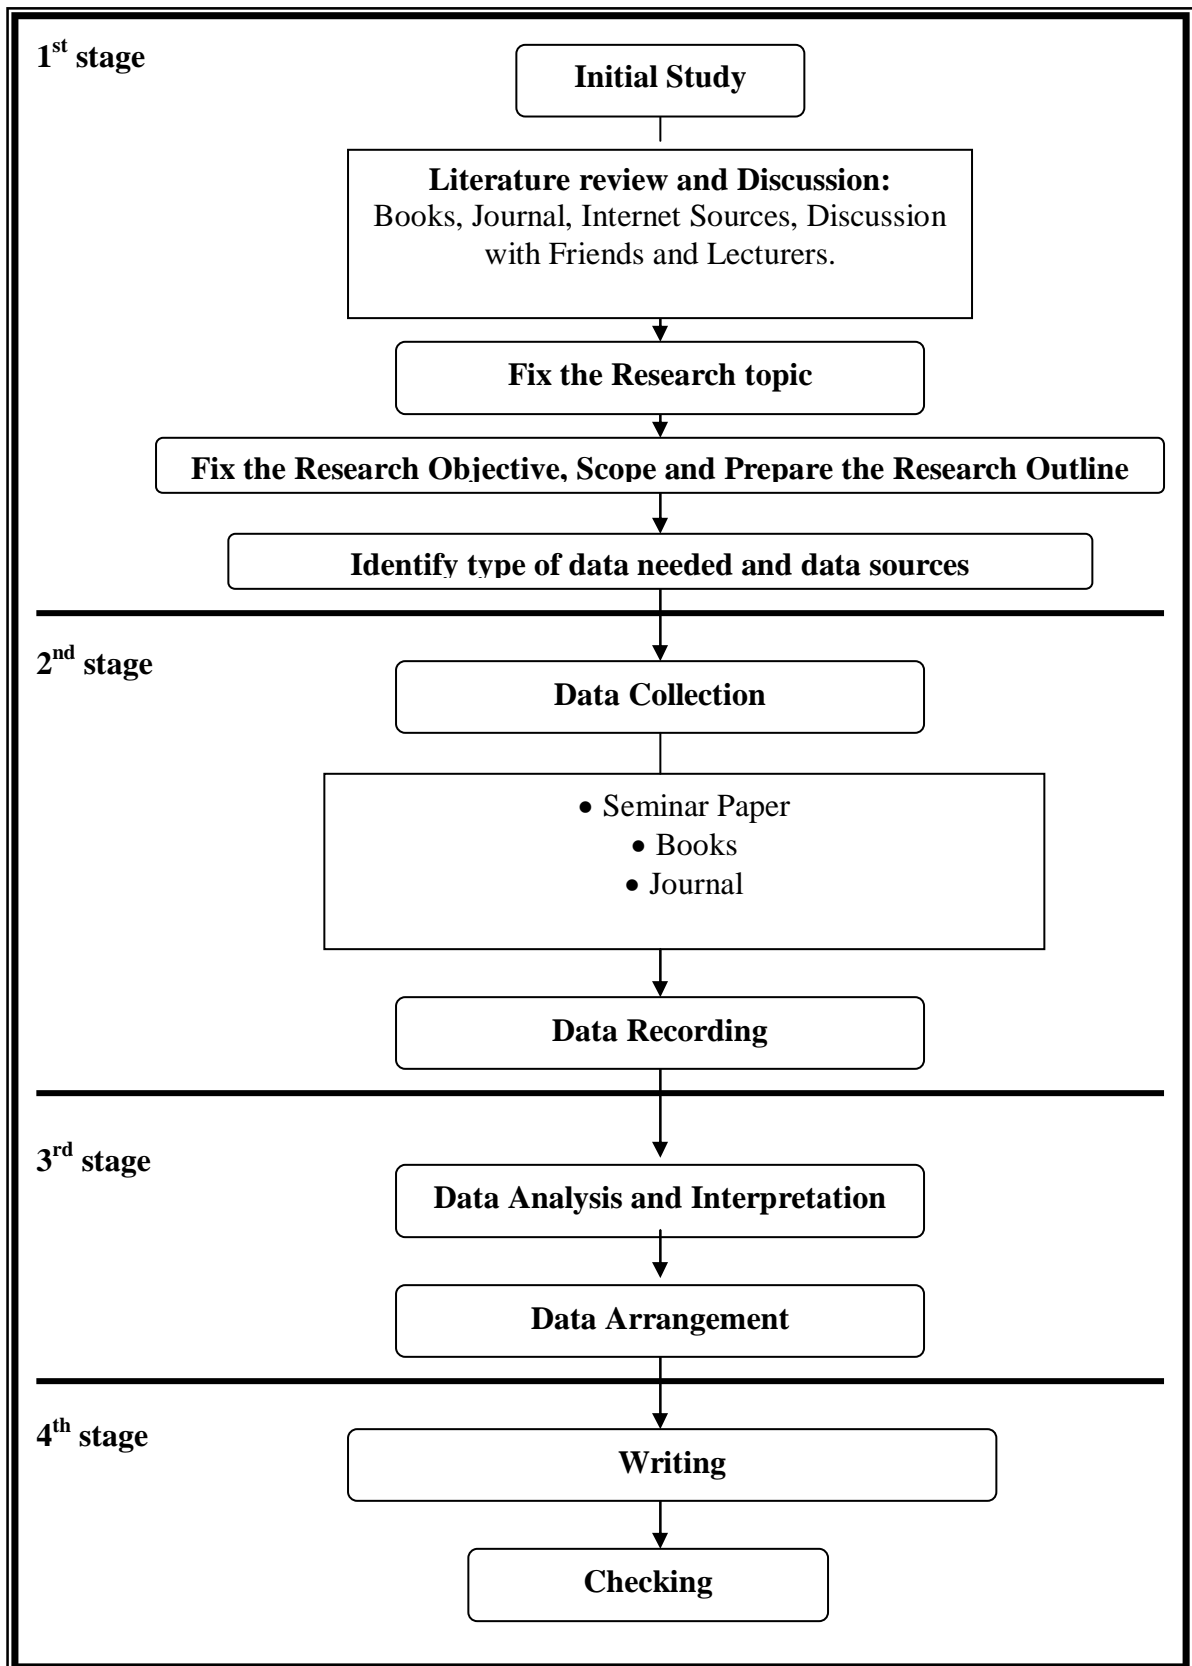 1st stage
Initial Study
Literature review and Discussion:
Books, Journal, Internet Sources, Discussion
with Friends and Lecturers.
Fix the Research topic
Fix the Research Objective, Scope and Prepare the Research Outline
Identify type of data needed and data sources
2nd stage
Data Collection
• Seminar Paper
• Books
• Journal
Data Recording
3rd stage
Data Analysis and Interpretation
Data Arrangement
4th stage
Writing
Checking